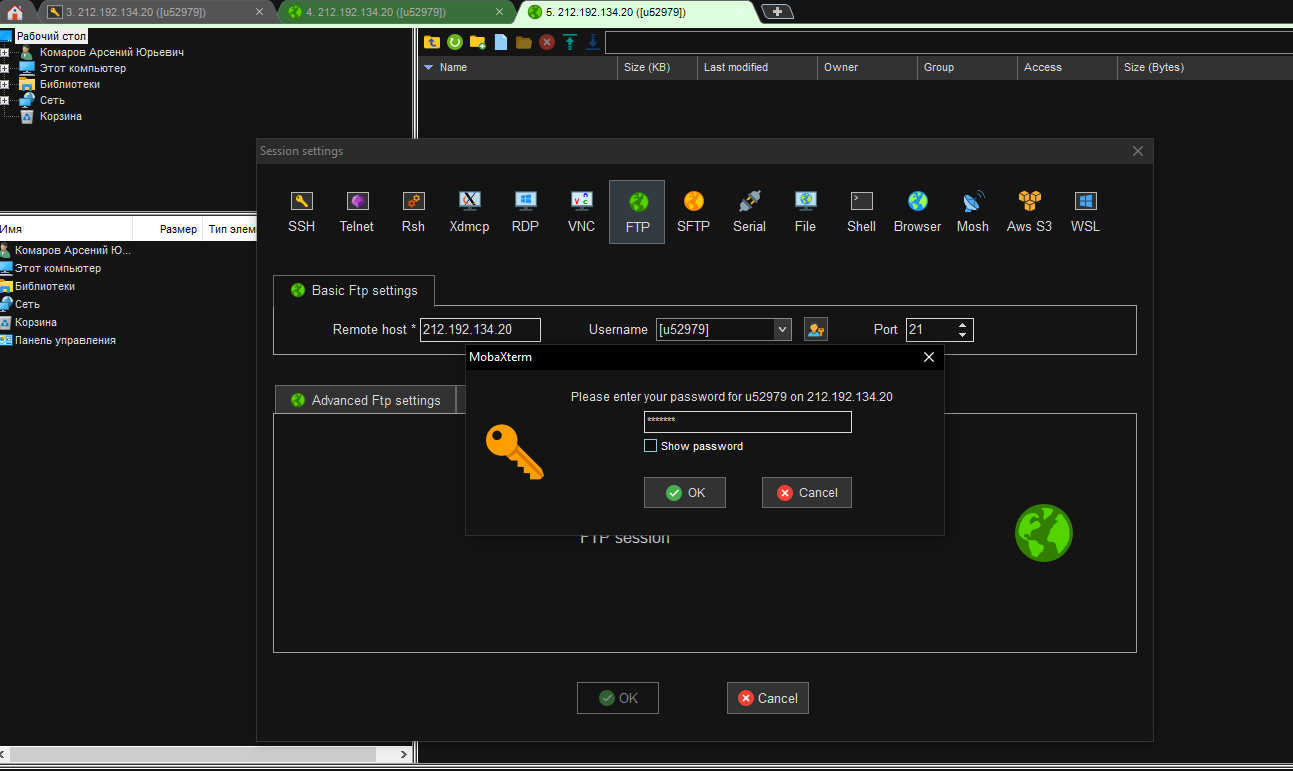 3. 212.192.134.20 ([u52979])
4. 212.192.134.20 ([u52979])
5. 212.192.134.20 ([u52979])
Рабочий стол
Комаров Арсений Юрьевич
Этот компьютер
Библиотеки
Сеть
Корзина
Name Size (KB) Last modified Owner Group Access Size (Bytes)
Имя Размер Тип элем
Комаров Арсений Ю...
Этот компьютер
Библиотеки
Сеть
Корзина
Панель управления
Session settings
SSH Telnet Rsh Xdmcp RDP VNC FTP SFTP Serial File Shell Browser Mosh Aws S3 WSL
Basic Ftp settings
Remote host * 212.192.134.20 Username [u52979] Port 21
Advanced Ftp settings
MobaXterm
Please enter your password for u52979 on 212.192.134.20
*******
Show password
OK Cancel
FTP session
OK Cancel